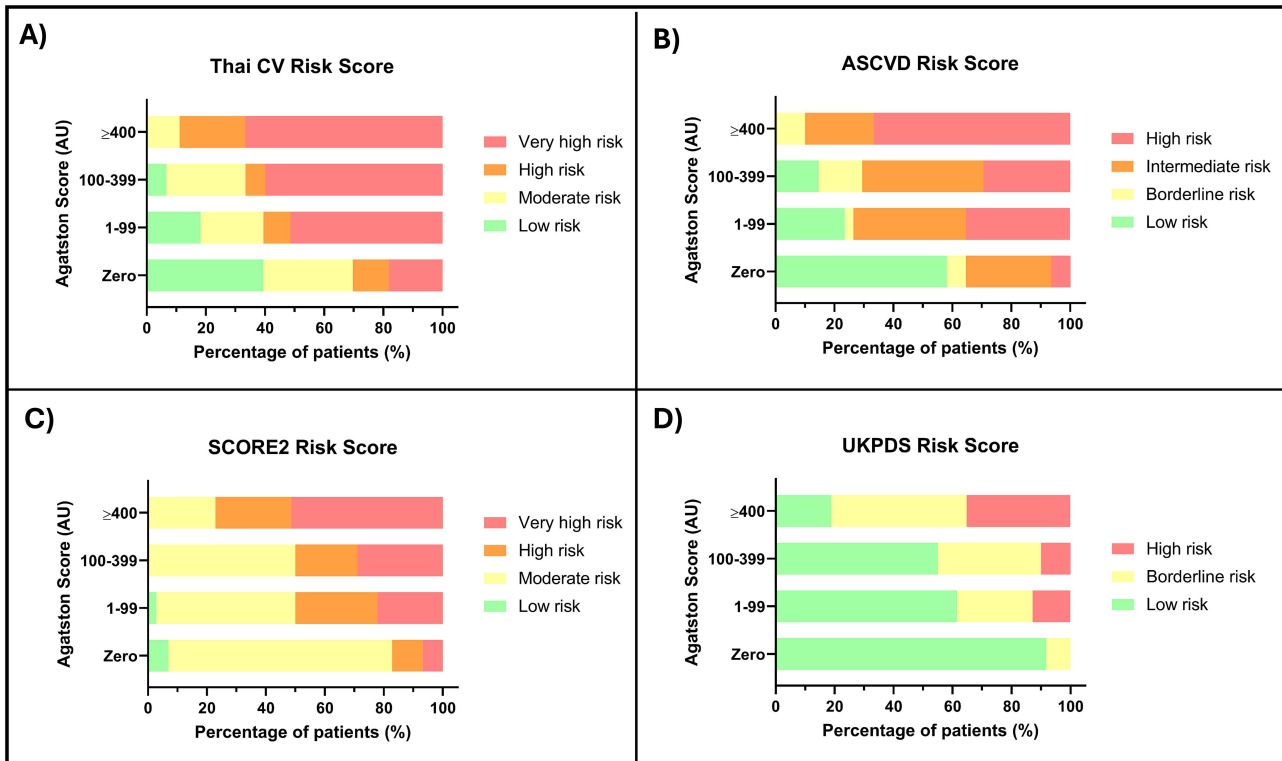 A)
Thai CV Risk Score
Agatston Score (AU)
≥400
100-399
1-99
Zero
0 20 40 60 80 100
Percentage of patients (%)
Very high risk
High risk
Moderate risk
Low risk
B)
ASCVD Risk Score
Agatston Score (AU)
≥400
100-399
1-99
Zero
0 20 40 60 80 100
Percentage of patients (%)
High risk
Intermediate risk
Borderline risk
Low risk
C)
SCORE2 Risk Score
Agatston Score (AU)
≥400
100-399
1-99
Zero
0 20 40 60 80 100
Percentage of patients (%)
Very high risk
High risk
Moderate risk
Low risk
D)
UKPDS Risk Score
Agatston Score (AU)
≥400
100-399
1-99
Zero
0 20 40 60 80 100
Percentage of patients (%)
High risk
Borderline risk
Low risk